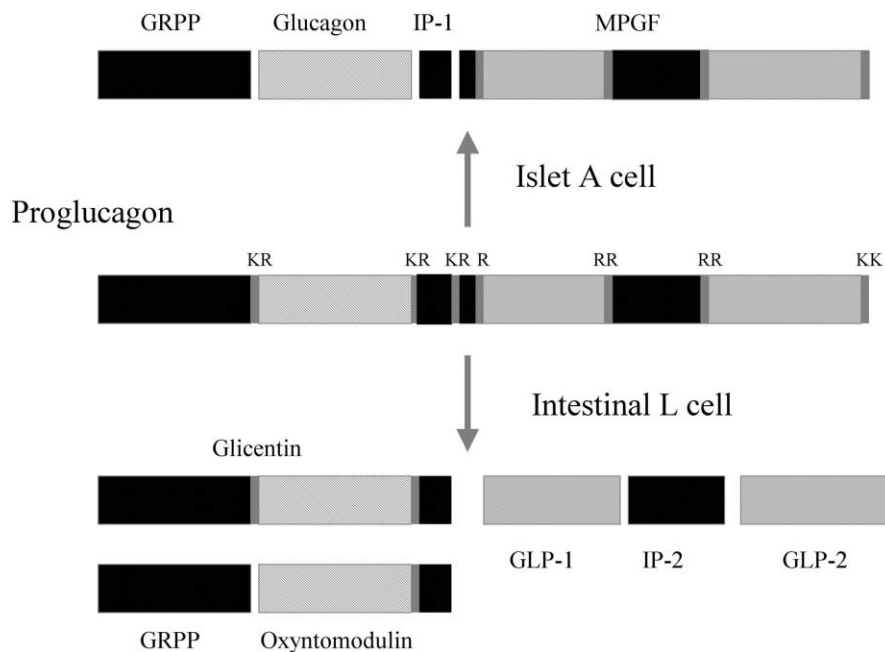 GRPP Glucagon IP-1 MPGF
Islet A cell
Proglucagon
KR KR KR R RR RR KK
Intestinal L cell
Glicentin
GLP-1 IP-2 GLP-2
GRPP Oxyntomodulin